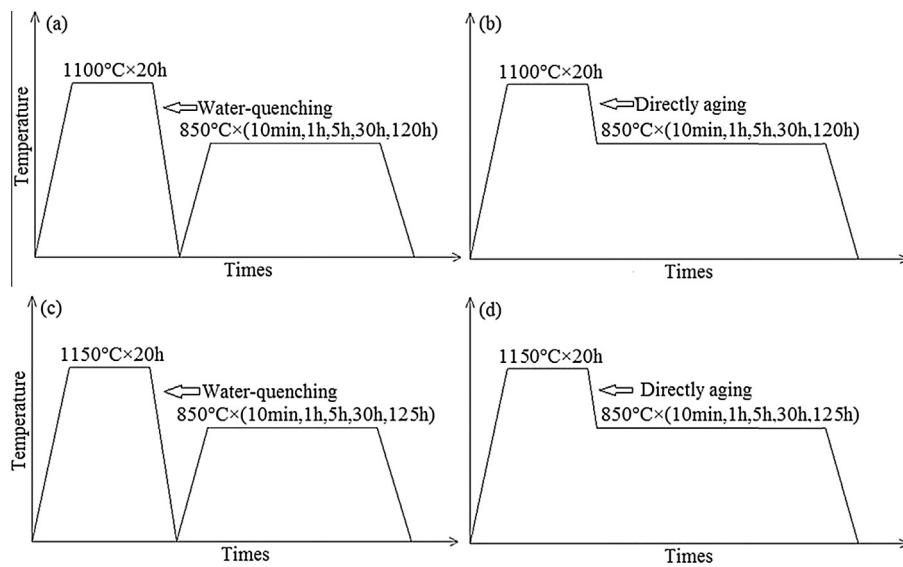 (a)
1100°C×20h
Water-quenching
850°C×(10min,1h,5h,30h,120h)
Temperature
Times
(b)
1100°C×20h
Directly aging
850°C×(10min,1h,5h,30h,120h)
Times
(c)
1150°C×20h
Water-quenching
850°C×(10min,1h,5h,30h,125h)
Temperature
Times
(d)
1150°C×20h
Directly aging
850°C×(10min,1h,5h,30h,125h)
Times